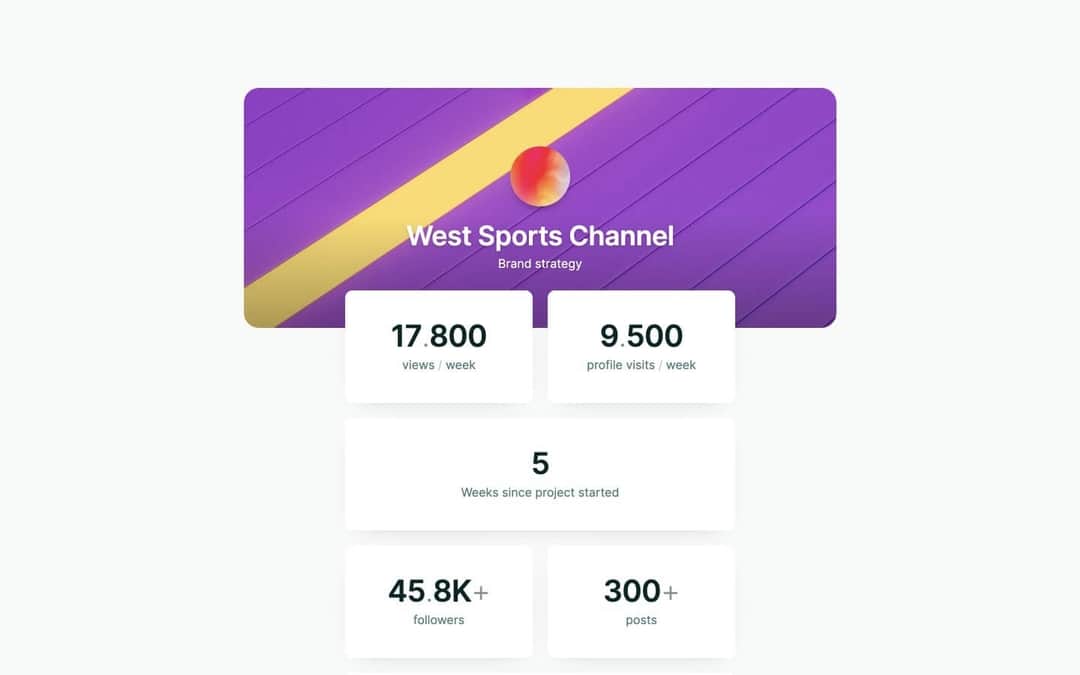 West Sports Channel
Brand strategy
17.800
views / week
9.500
profile visits / week
5
Weeks since project started
45.8K+
followers
300+
posts